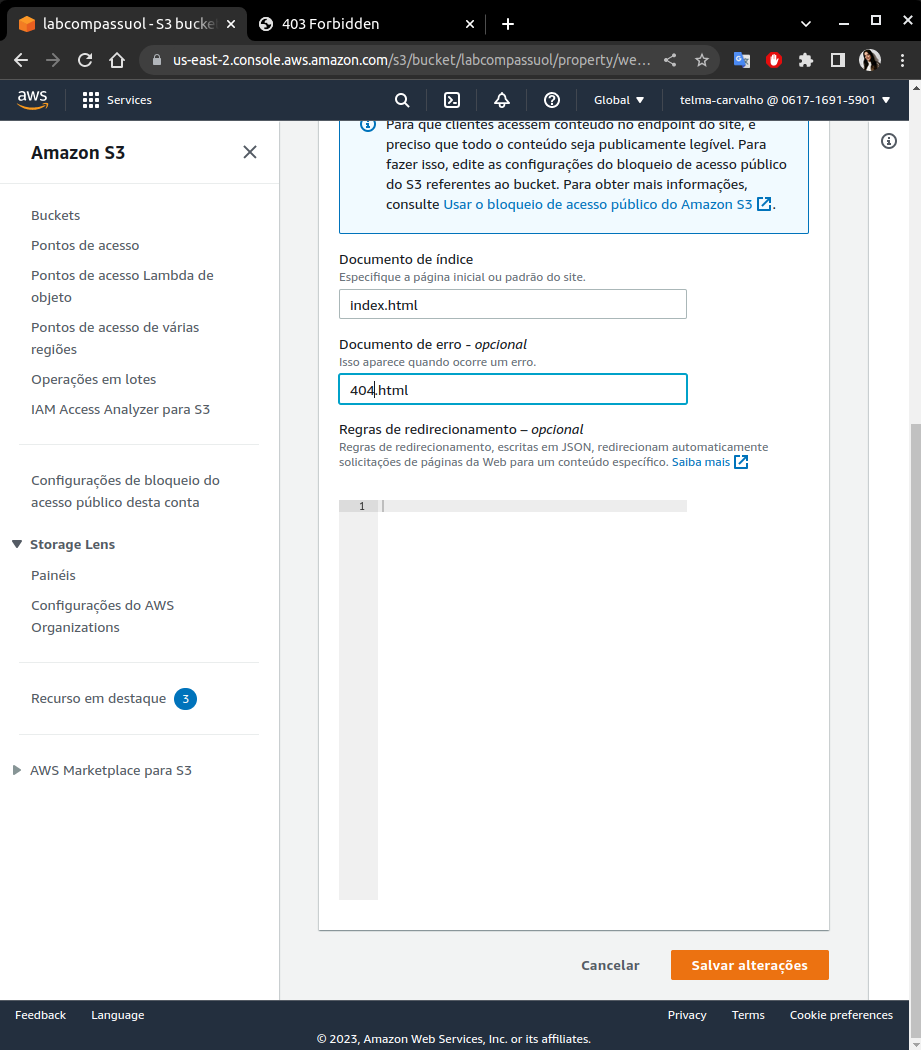 labcompassuol - S3 bucke
403 Forbidden
us-east-2.console.aws.amazon.com/s3/bucket/labcompassuol/property/we...
aws
Services
Global
telma-carvalho @ 0617-1691-5901
Amazon S3
Buckets
Pontos de acesso
Pontos de acesso Lambda de
objeto
Pontos de acesso de várias
regiões
Operações em lotes
IAM Access Analyzer para S3
Configurações de bloqueio do
acesso público desta conta
Storage Lens
Painéis
Configurações do AWS
Organizations
Recurso em destaque 3
AWS Marketplace para S3
Para que clientes acessem conteúdo no endpoint do site, é
preciso que todo o conteúdo seja publicamente legível. Para
fazer isso, edite as configurações do bloqueio de acesso público
do S3 referentes ao bucket. Para obter mais informações,
consulte Usar o bloqueio de acesso público do Amazon S3 .
Documento de índice
Especifique a página inicial ou padrão do site.
index.html
Documento de erro - opcional
Isso aparece quando ocorre um erro.
404.html
Regras de redirecionamento – opcional
Regras de redirecionamento, escritas em JSON, redirecionam automaticamente
solicitações de páginas da Web para um conteúdo específico. Saiba mais
1
Cancelar
Salvar alterações
Feedback
Language
Privacy
Terms
Cookie preferences
© 2023, Amazon Web Services, Inc. or its affiliates.